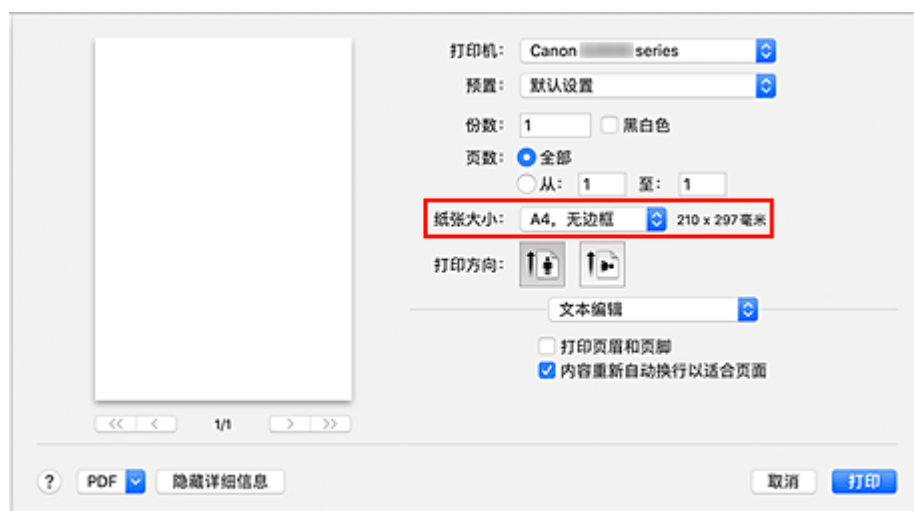 打印机: Canon series
预置: 默认设置
份数: 1 黑白色
页数: 全部
从: 1 至: 1
纸张大小: A4，无边框 210 x 297毫米
打印方向:
文本编辑
打印页眉和页脚
内容重新自动换行以适合页面
<< < 1/1 > >>
? PDF 隐藏详细信息 取消 打印